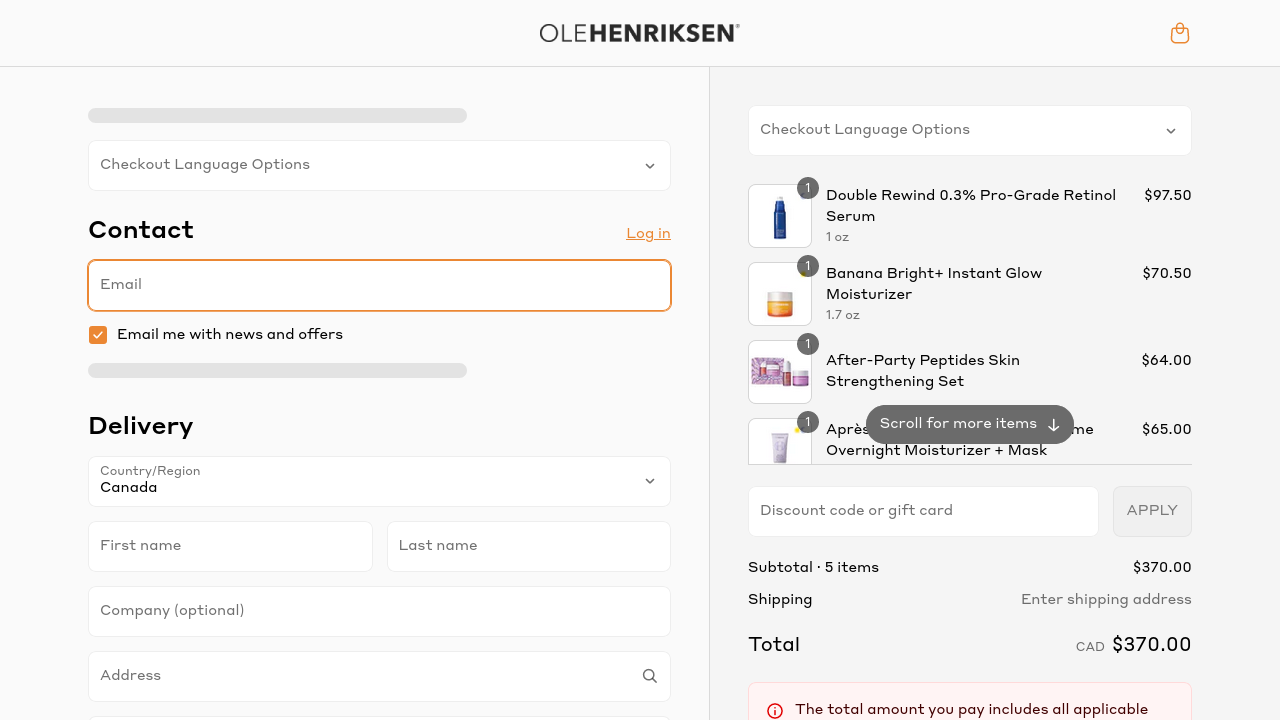 OLEHENRIKSEN
Checkout Language Options
Contact
Log in
Email
Email me with news and offers
Delivery
Country/Region
Canada
First name
Last name
Company (optional)
Address
Checkout Language Options
1
Double Rewind 0.3% Pro-Grade Retinol
Serum
1 oz
$97.50
1
Banana Bright+ Instant Glow
Moisturizer
1.7 oz
$70.50
1
After-Party Peptides Skin
Strengthening Set
$64.00
1
Overnight Moisturizer + Mask
$65.00
Scroll for more items
Discount code or gift card
APPLY
Subtotal · 5 items
$370.00
Shipping
Enter shipping address
Total
CAD $370.00
The total amount you pay includes all applicable